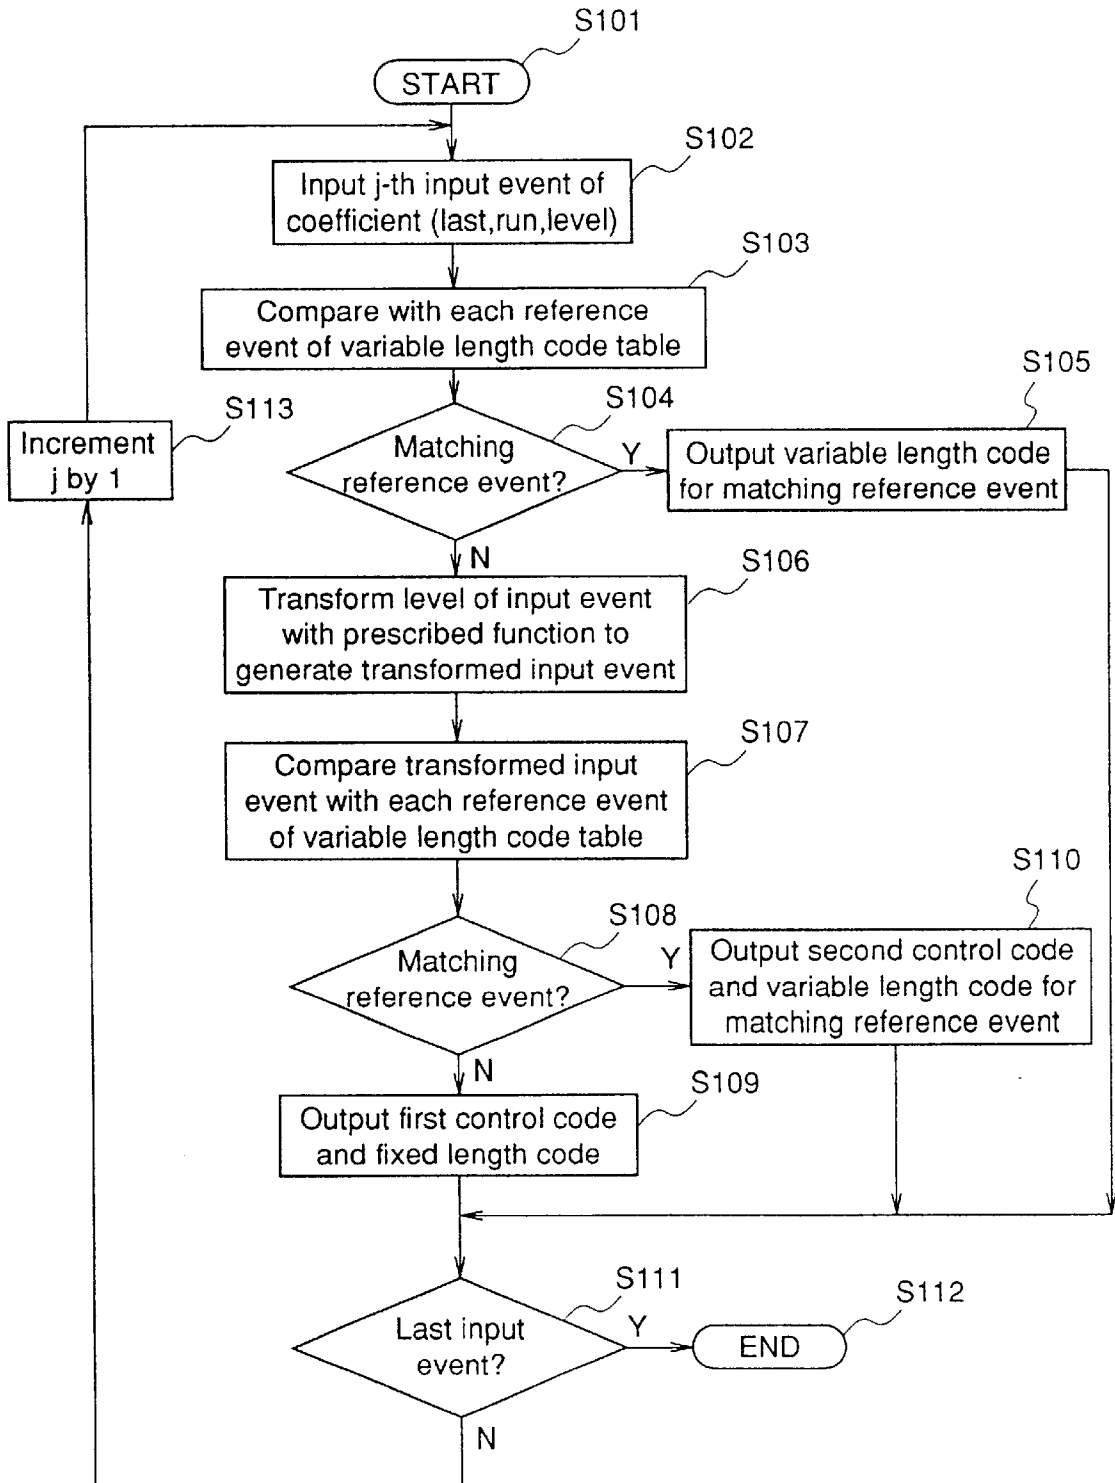 S101
START
S102
Input j-th input event of
coefficient (last,run,level)
S103
Compare with each reference
event of variable length code table
S104
Matching
reference event?
Y
S105
Output variable length code
for matching reference event
S113
Increment
j by 1
N
S106
Transform level of input event
with prescribed function to
generate transformed input event
S107
Compare transformed input
event with each reference event
of variable length code table
S108
Matching
reference event?
Y
S110
Output second control code
and variable length code for
matching reference event
N
S109
Output first control code
and fixed length code
S111
Last input
event?
Y
S112
END
N